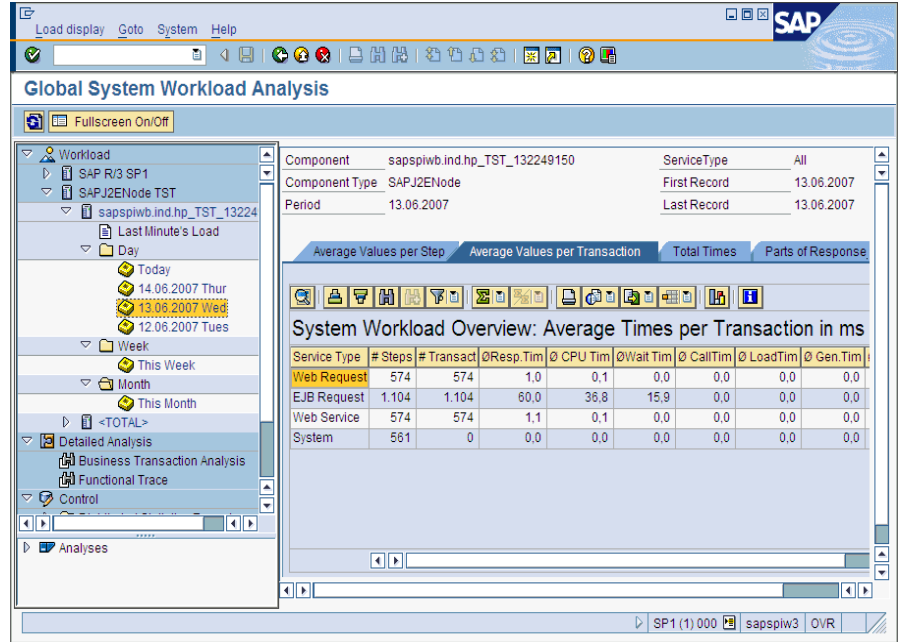 Load display Goto System Help
SAP
Global System Workload Analysis
Fullscreen On/Off
Workload
SAP R/3 SP1
SAPJ2ENode TST
sapspiwb.ind.hp_TST_13224
Last Minute's Load
Day
Today
14.06.2007 Thur
13.06.2007 Wed
12.06.2007 Tues
Week
This Week
Month
This Month
<TOTAL>
Detailed Analysis
Business Transaction Analysis
Functional Trace
Control
Analyses
Component sapspiwb.ind.hp_TST_132249150 ServiceType All
Component Type SAPJ2ENode First Record 13.06.2007
Period 13.06.2007 Last Record 13.06.2007
Average Values per Step Average Values per Transaction Total Times Parts of Response
System Workload Overview: Average Times per Transaction in ms
Service Type # Steps # Transact ØResp.Tim Ø CPU Tim ØWait Tim Ø CallTim Ø LoadTim Ø Gen.Tim
Web Request 574 574 1,0 0,1 0,0 0,0 0,0 0,0
EJB Request 1.104 1.104 60,0 36,8 15,9 0,0 0,0 0,0
Web Service 574 574 1,1 0,1 0,0 0,0 0,0 0,0
System 561 0 0,0 0,0 0,0 0,0 0,0 0,0
SP1 (1) 000 sapspiw3 OVR